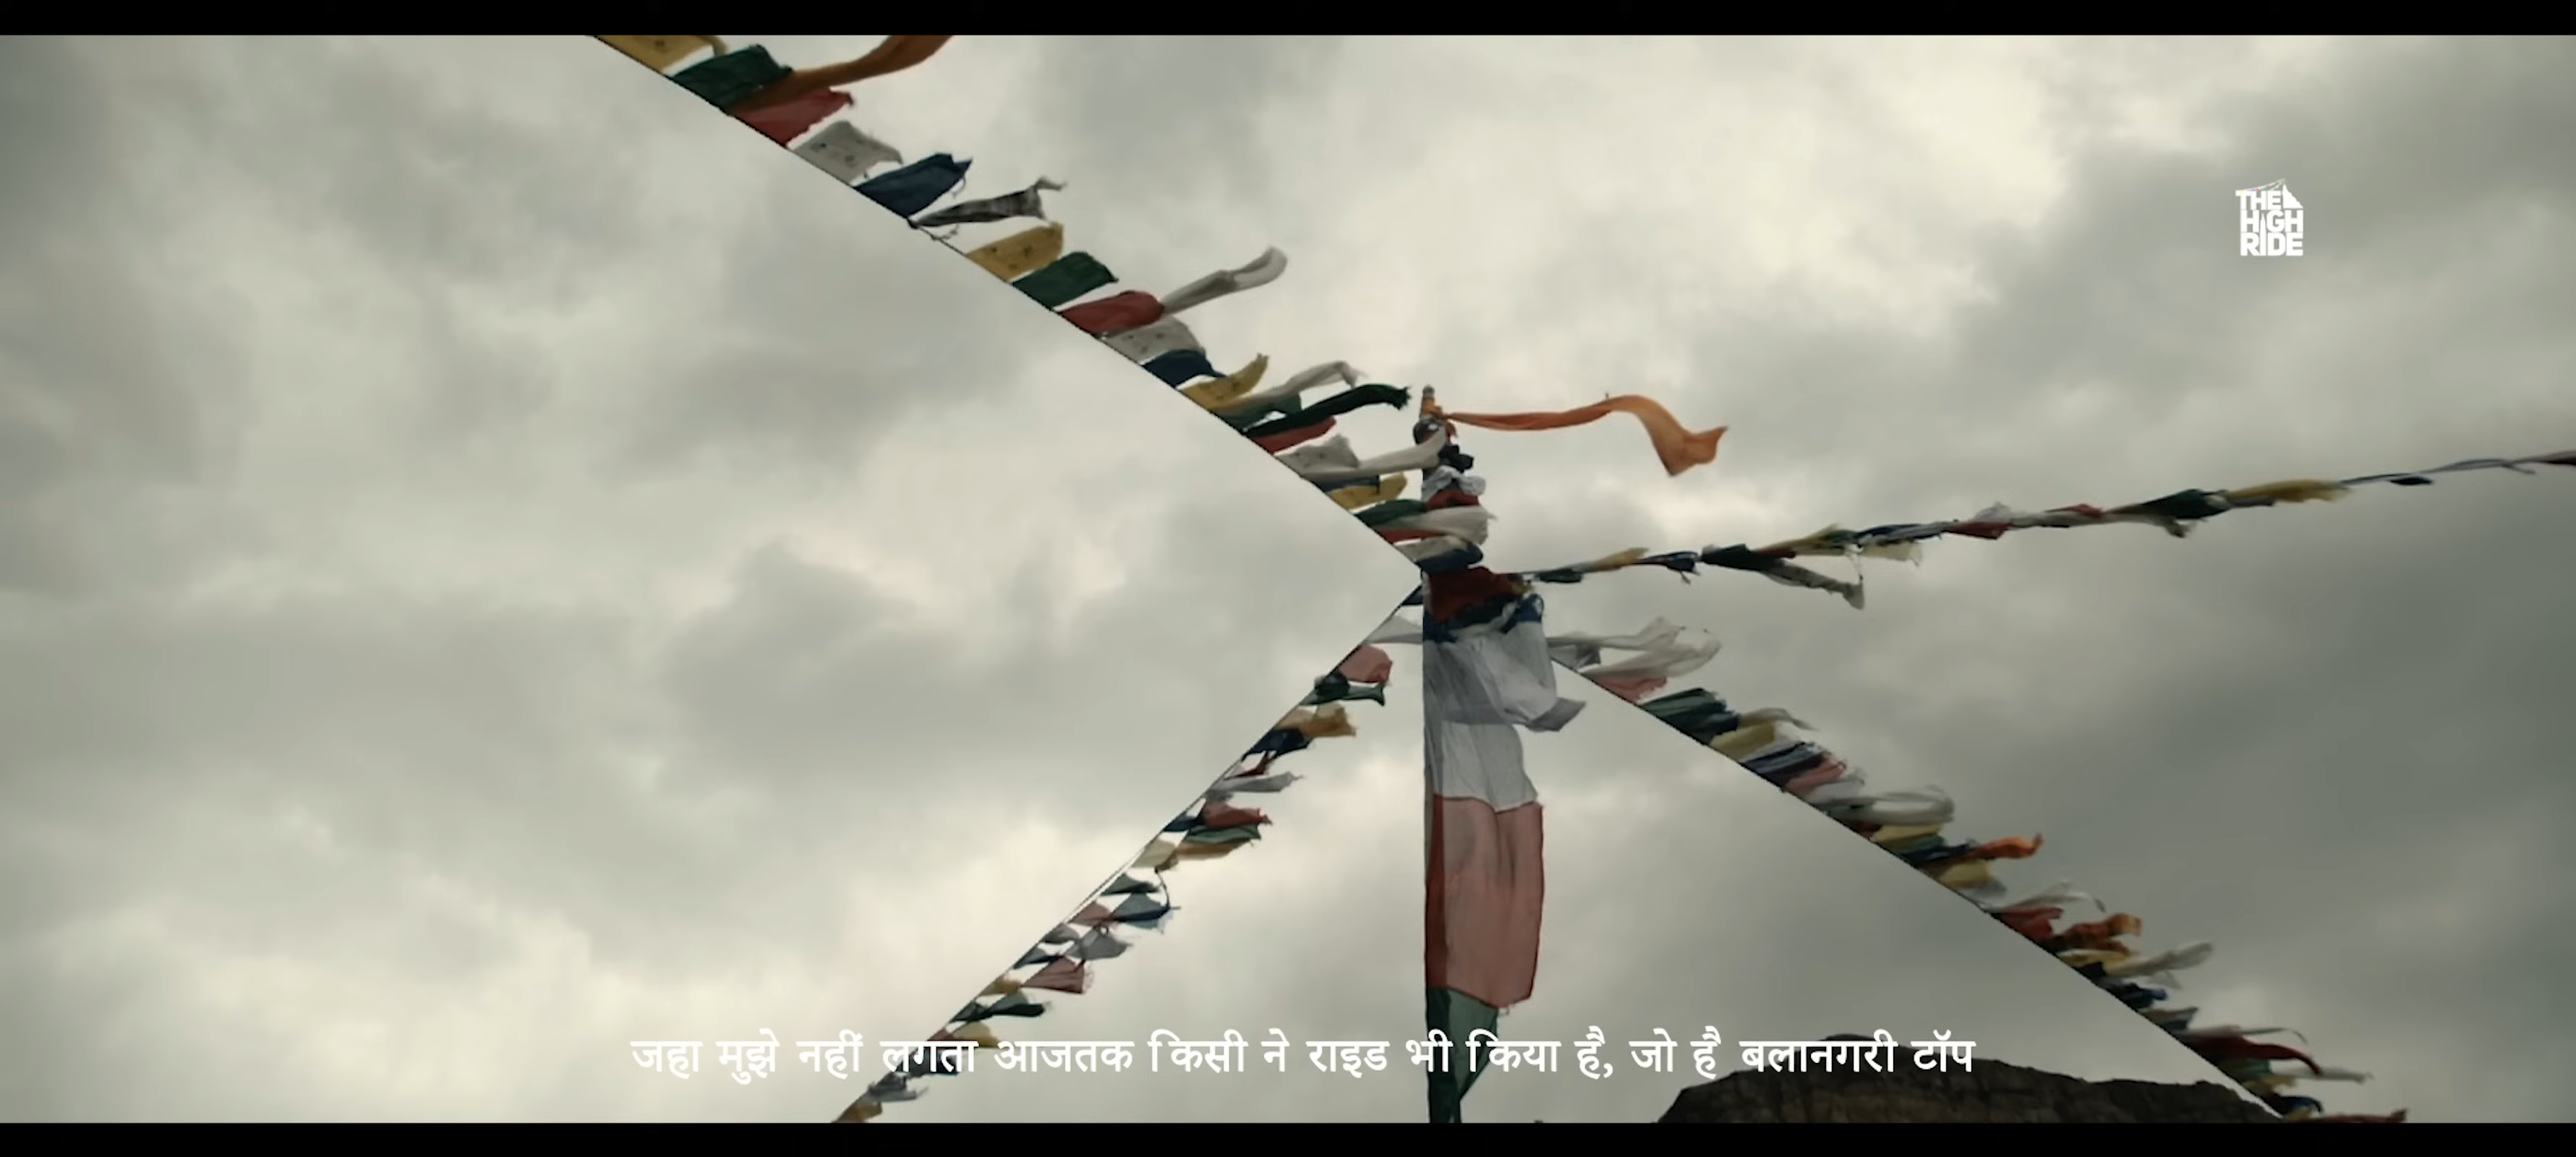 THE
HIGH
RIDE
जहा मुझे नहीं लगता आजतक किसी ने राइड भी किया है, जो है बलानगरी टॉप